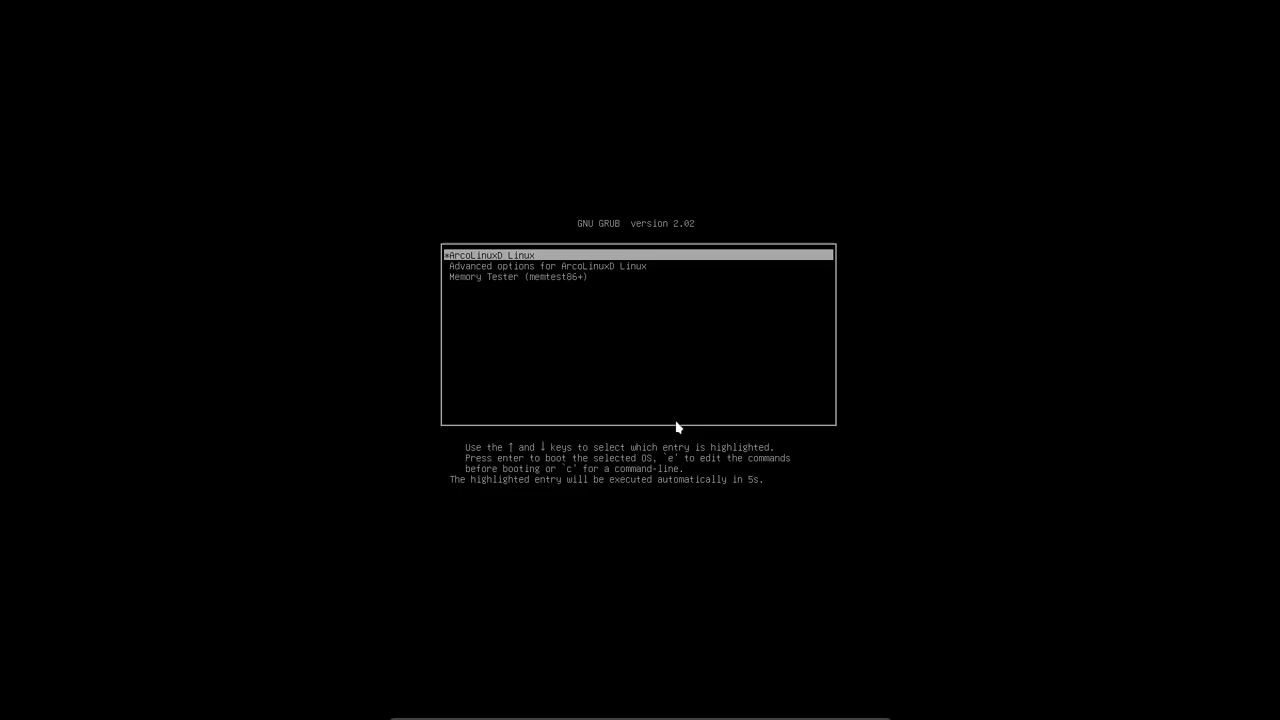 GNU GRUB  version 2.02
*ArcoLinuxD Linux
Advanced options for ArcoLinuxD Linux
Memory Tester (memtest86+)
Use the ↑ and ↓ keys to select which entry is highlighted.
Press enter to boot the selected OS, `e' to edit the commands
before booting or `c' for a command-line.
The highlighted entry will be executed automatically in 5s.